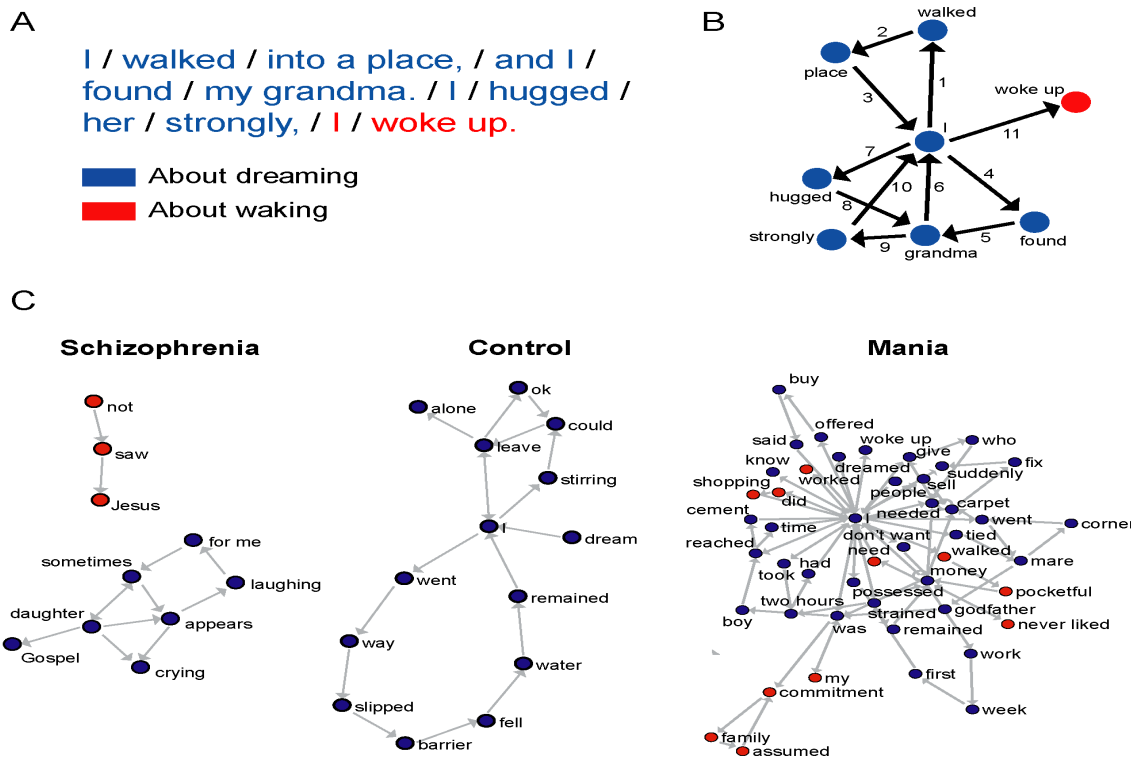 A
I / walked / into a place, / and I /
found / my grandma. / I / hugged /
her / strongly, / I / woke up.
About dreaming
About waking
B
walked
2
place
1
3
woke up
I
11
7
4
10
6
hugged
8
strongly
9
5
found
grandma
C
Schizophrenia
not
saw
Jesus
for me
sometimes
laughing
daughter
appears
Gospel
crying
Control
ok
alone
could
leave
stirring
I
dream
went
remained
way
water
slipped
fell
barrier
Mania
buy
offered
said
woke up
give
who
know
dreamed
suddenly
fix
shopping
worked
sell
did
people
carpet
cement
I
needed
went
corner
time
don't want
tied
reached
need
walked
had
mare
took
money
possessed
pocketful
two hours
strained
godfather
boy
was
remained
never liked
work
my
first
commitment
week
family
assumed